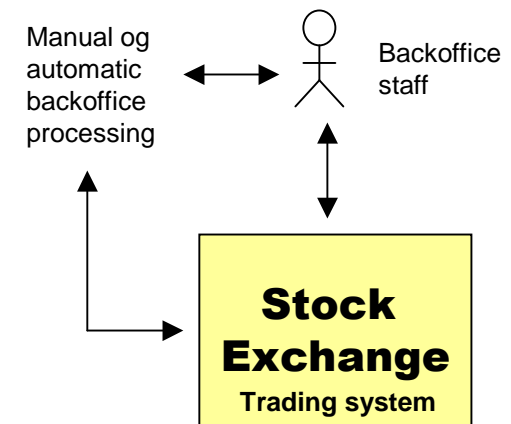 Manual og
automatic
backoffice
processing
Backoffice
staff
Stock
Exchange
Trading system